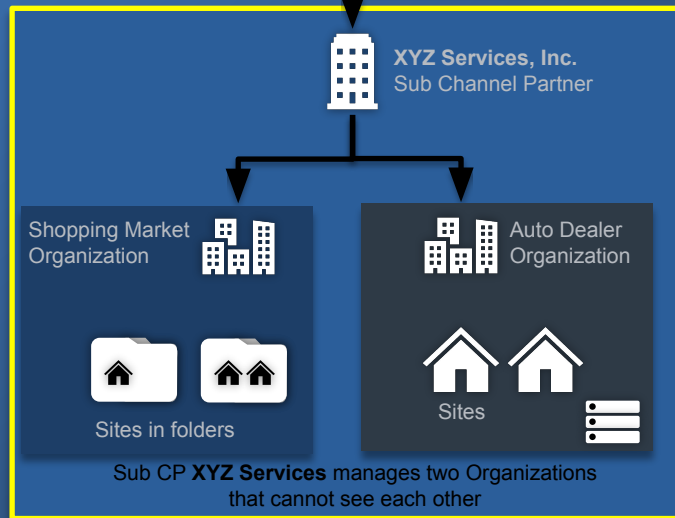 XYZ Services, Inc.
Sub Channel Partner
Shopping Market
Organization
Auto Dealer
Organization
Sites in folders
Sites
Sub CP XYZ Services manages two Organizations
that cannot see each other